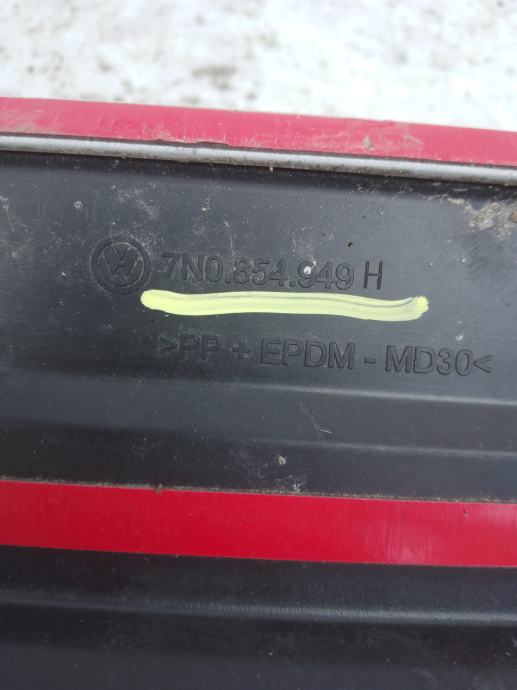 7N0.854.949 H
>PP + EPDM - MD30<